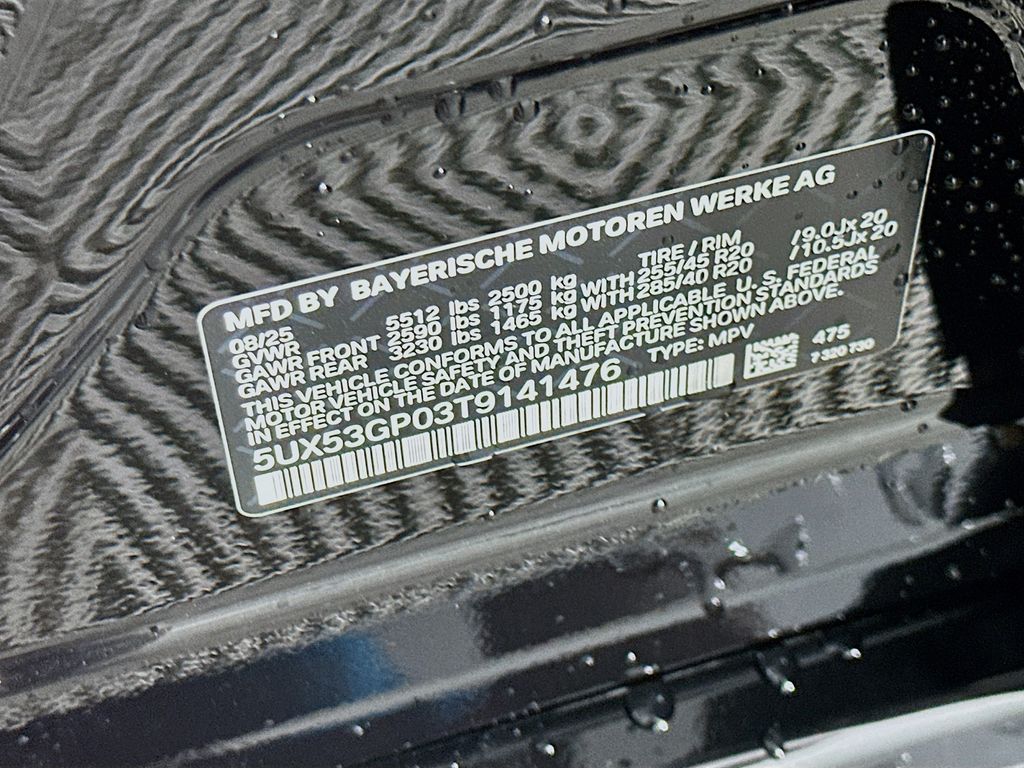 MFD BY BAYERISCHE MOTOREN WERKE AG
08/25 TIRE / RIM
GVWR 5512 lbs 2500 kg
GAWR FRONT 2590 lbs 1175 kg WITH 255/45 R20 /9.0Jx20
GAWR REAR 3230 lbs 1465 kg WITH 285/40 R20 /10.5Jx20
THIS VEHICLE CONFORMS TO ALL APPLICABLE U. S. FEDERAL
MOTOR VEHICLE SAFETY AND THEFT PREVENTION STANDARDS
IN EFFECT ON THE DATE OF MANUFACTURE SHOWN ABOVE.
5UX53GP03T9141476 TYPE: MPV 475